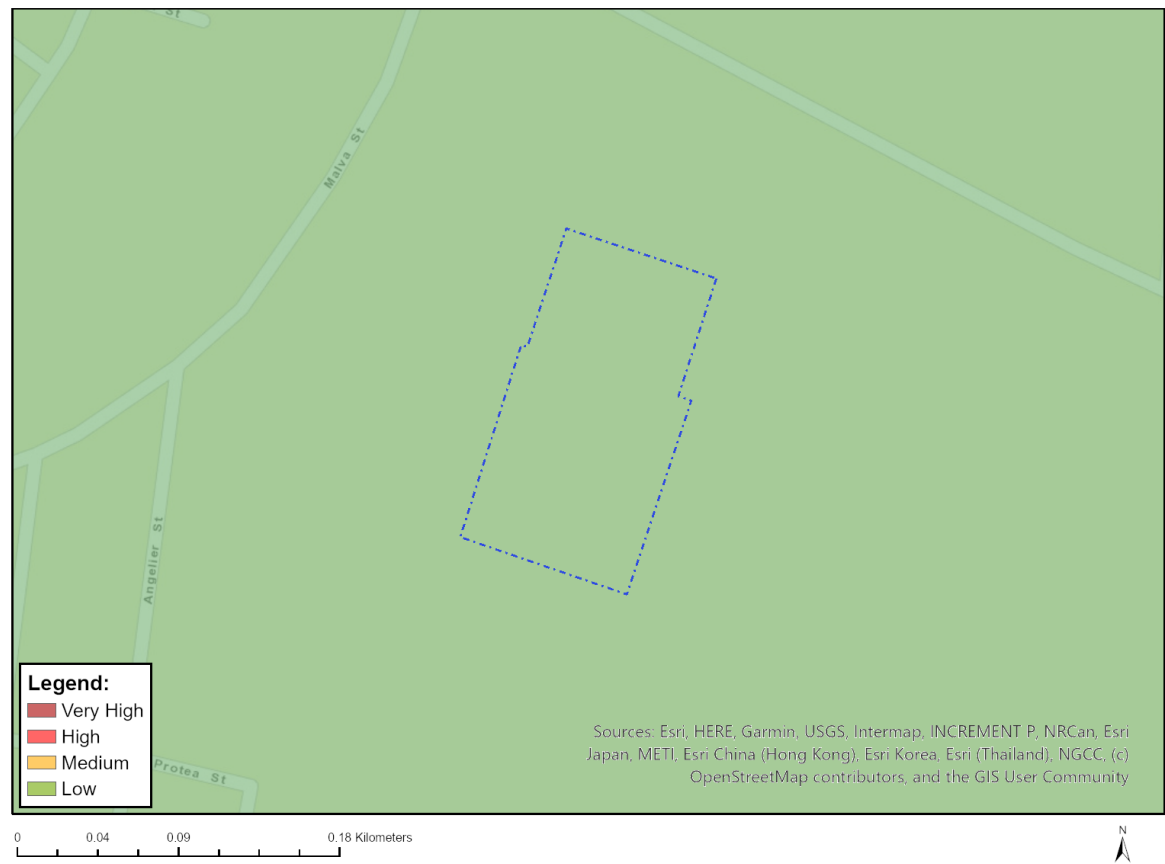 St
Malva St
Angelier St
Protea St
Legend:
Very High
High
Medium
Low
Sources: Esri, HERE, Garmin, USGS, Intermap, INCREMENT P, NRCan, Esri
Japan, METI, Esri China (Hong Kong), Esri Korea, Esri (Thailand), NGCC, (c)
OpenStreetMap contributors, and the GIS User Community
0 0.04 0.09 0.18 Kilometers
N